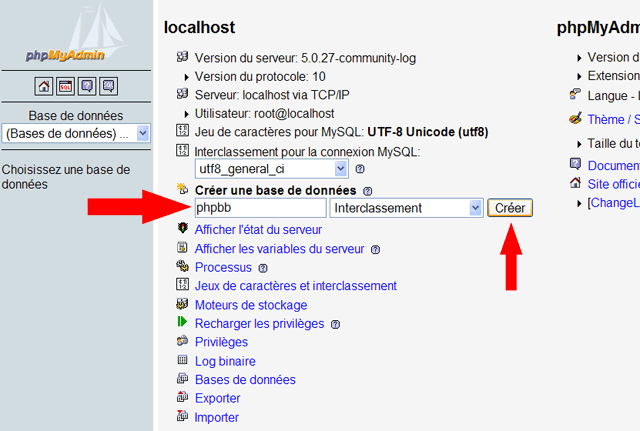 phpMyAdmin
SQL
Base de données
(Bases de données) ...
Choisissez une base de
données
localhost
Version du serveur: 5.0.27-community-log
Version du protocole: 10
Serveur: localhost via TCP/IP
Utilisateur: root@localhost
Jeu de caractères pour MySQL: UTF-8 Unicode (utf8)
Interclassement pour la connexion MySQL:
utf8_general_ci
Créer une base de données
phpbb Interclassement Créer
Afficher l'état du serveur
Afficher les variables du serveur
Processus
Jeux de caractères et interclassement
Moteurs de stockage
Recharger les privilèges
Privilèges
Log binaire
Bases de données
Exporter
Importer
phpMyAd
Version d
Extension
Langue - L
Thème / S
Taille du te
Document
Site officie
[ChangeL